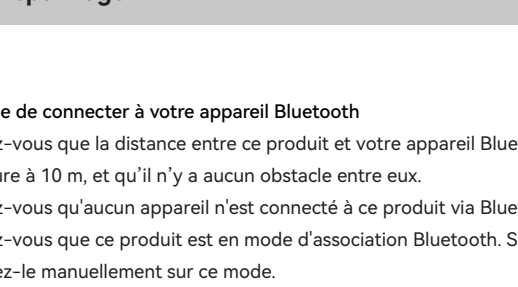 e de connecter à votre appareil Bluetooth
z-vous que la distance entre ce produit et votre appareil Blue
ure à 10 m, et qu’il n’y a aucun obstacle entre eux.
z-vous qu'aucun appareil n'est connecté à ce produit via Blue
z-vous que ce produit est en mode d'association Bluetooth. S
ez-le manuellement sur ce mode.